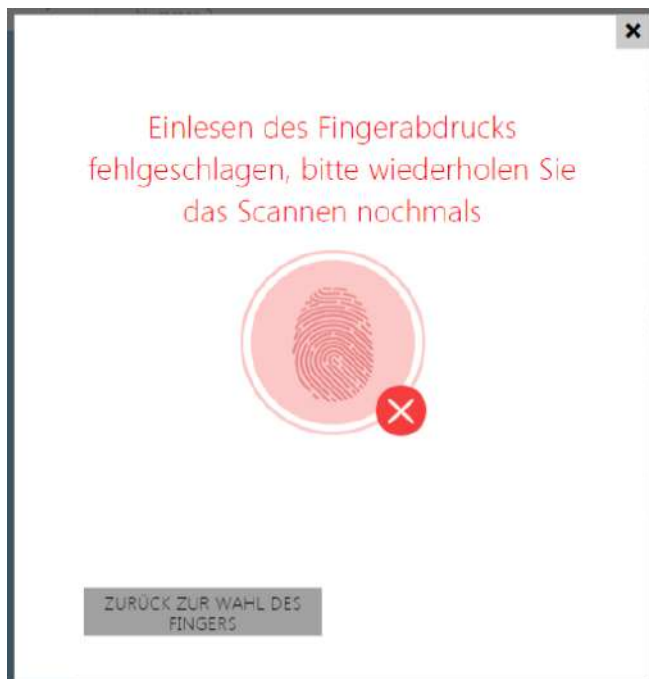 Einlesen des Fingerabdrucks
fehlgeschlagen, bitte wiederholen Sie
das Scannen nochmals
ZURÜCK ZUR WAHL DES
FINGERS